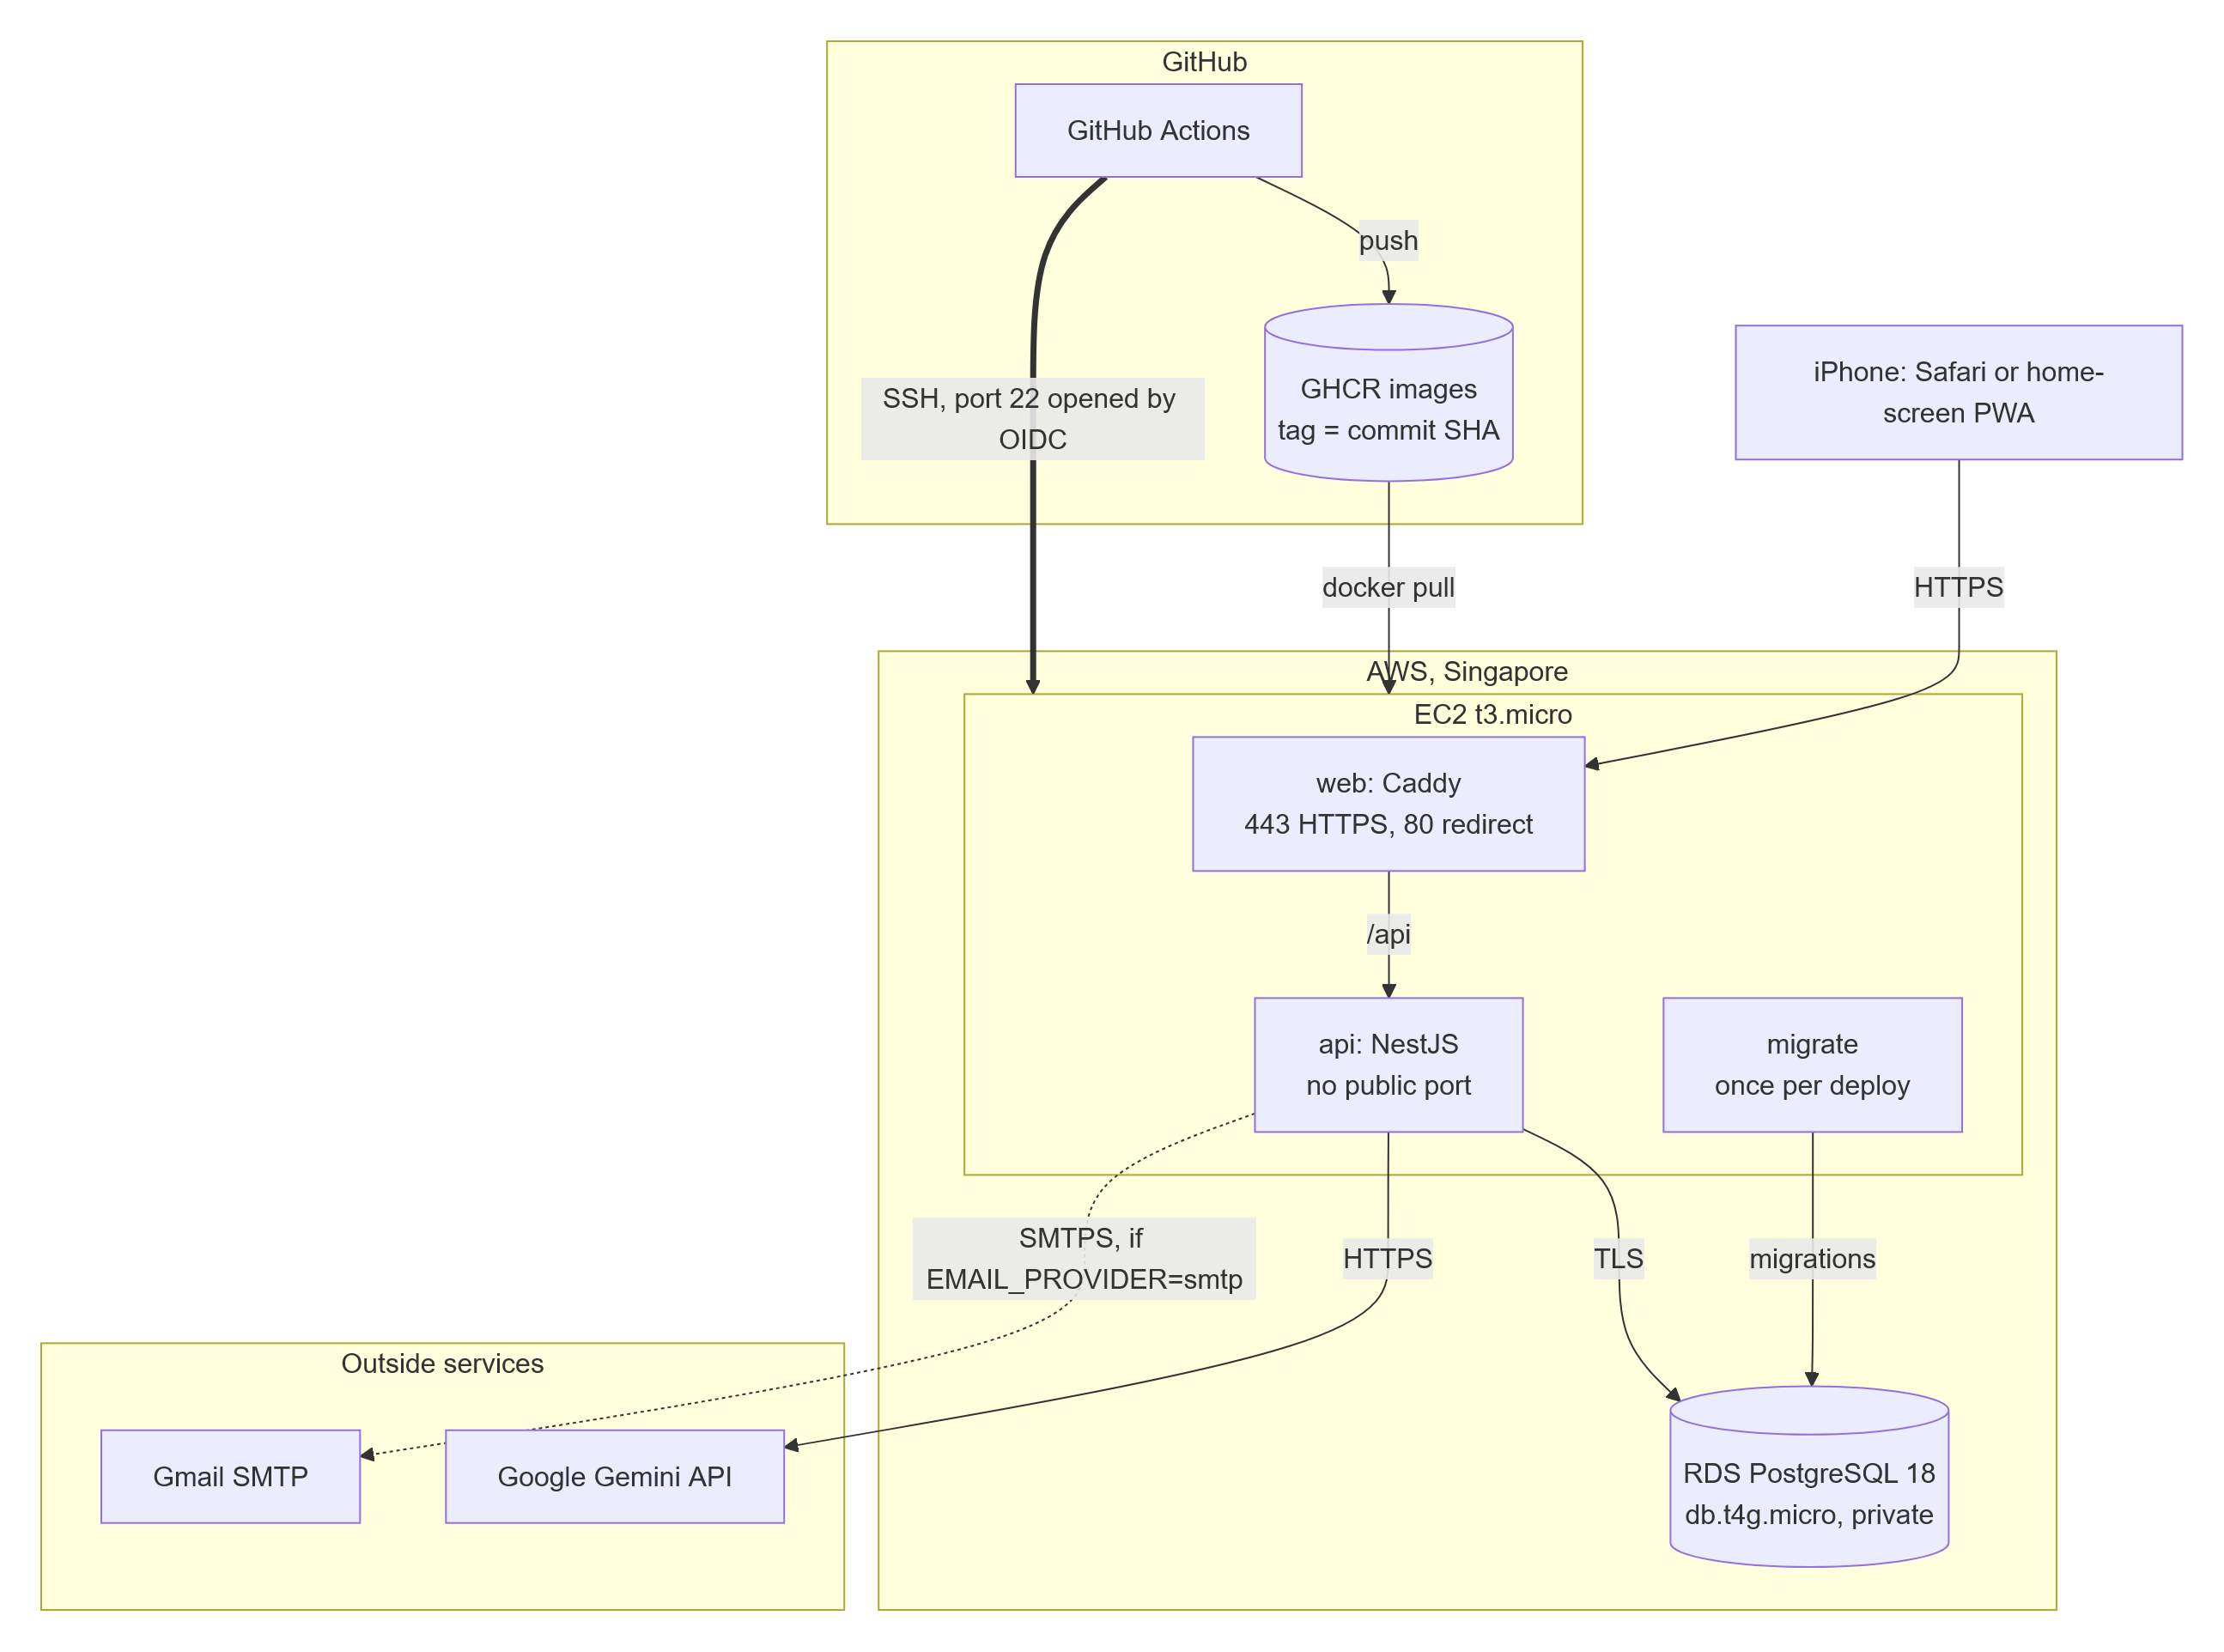 GitHub
GitHub Actions
push
SSH, port 22 opened by
OIDC
GHCR images
tag = commit SHA
iPhone: Safari or home-
screen PWA
docker pull
HTTPS
AWS, Singapore
EC2 t3.micro
web: Caddy
443 HTTPS, 80 redirect
/api
api: NestJS
no public port
migrate
once per deploy
SMTPS, if
EMAIL_PROVIDER=smtp
HTTPS
TLS
migrations
Outside services
Gmail SMTP
Google Gemini API
RDS PostgreSQL 18
db.t4g.micro, private